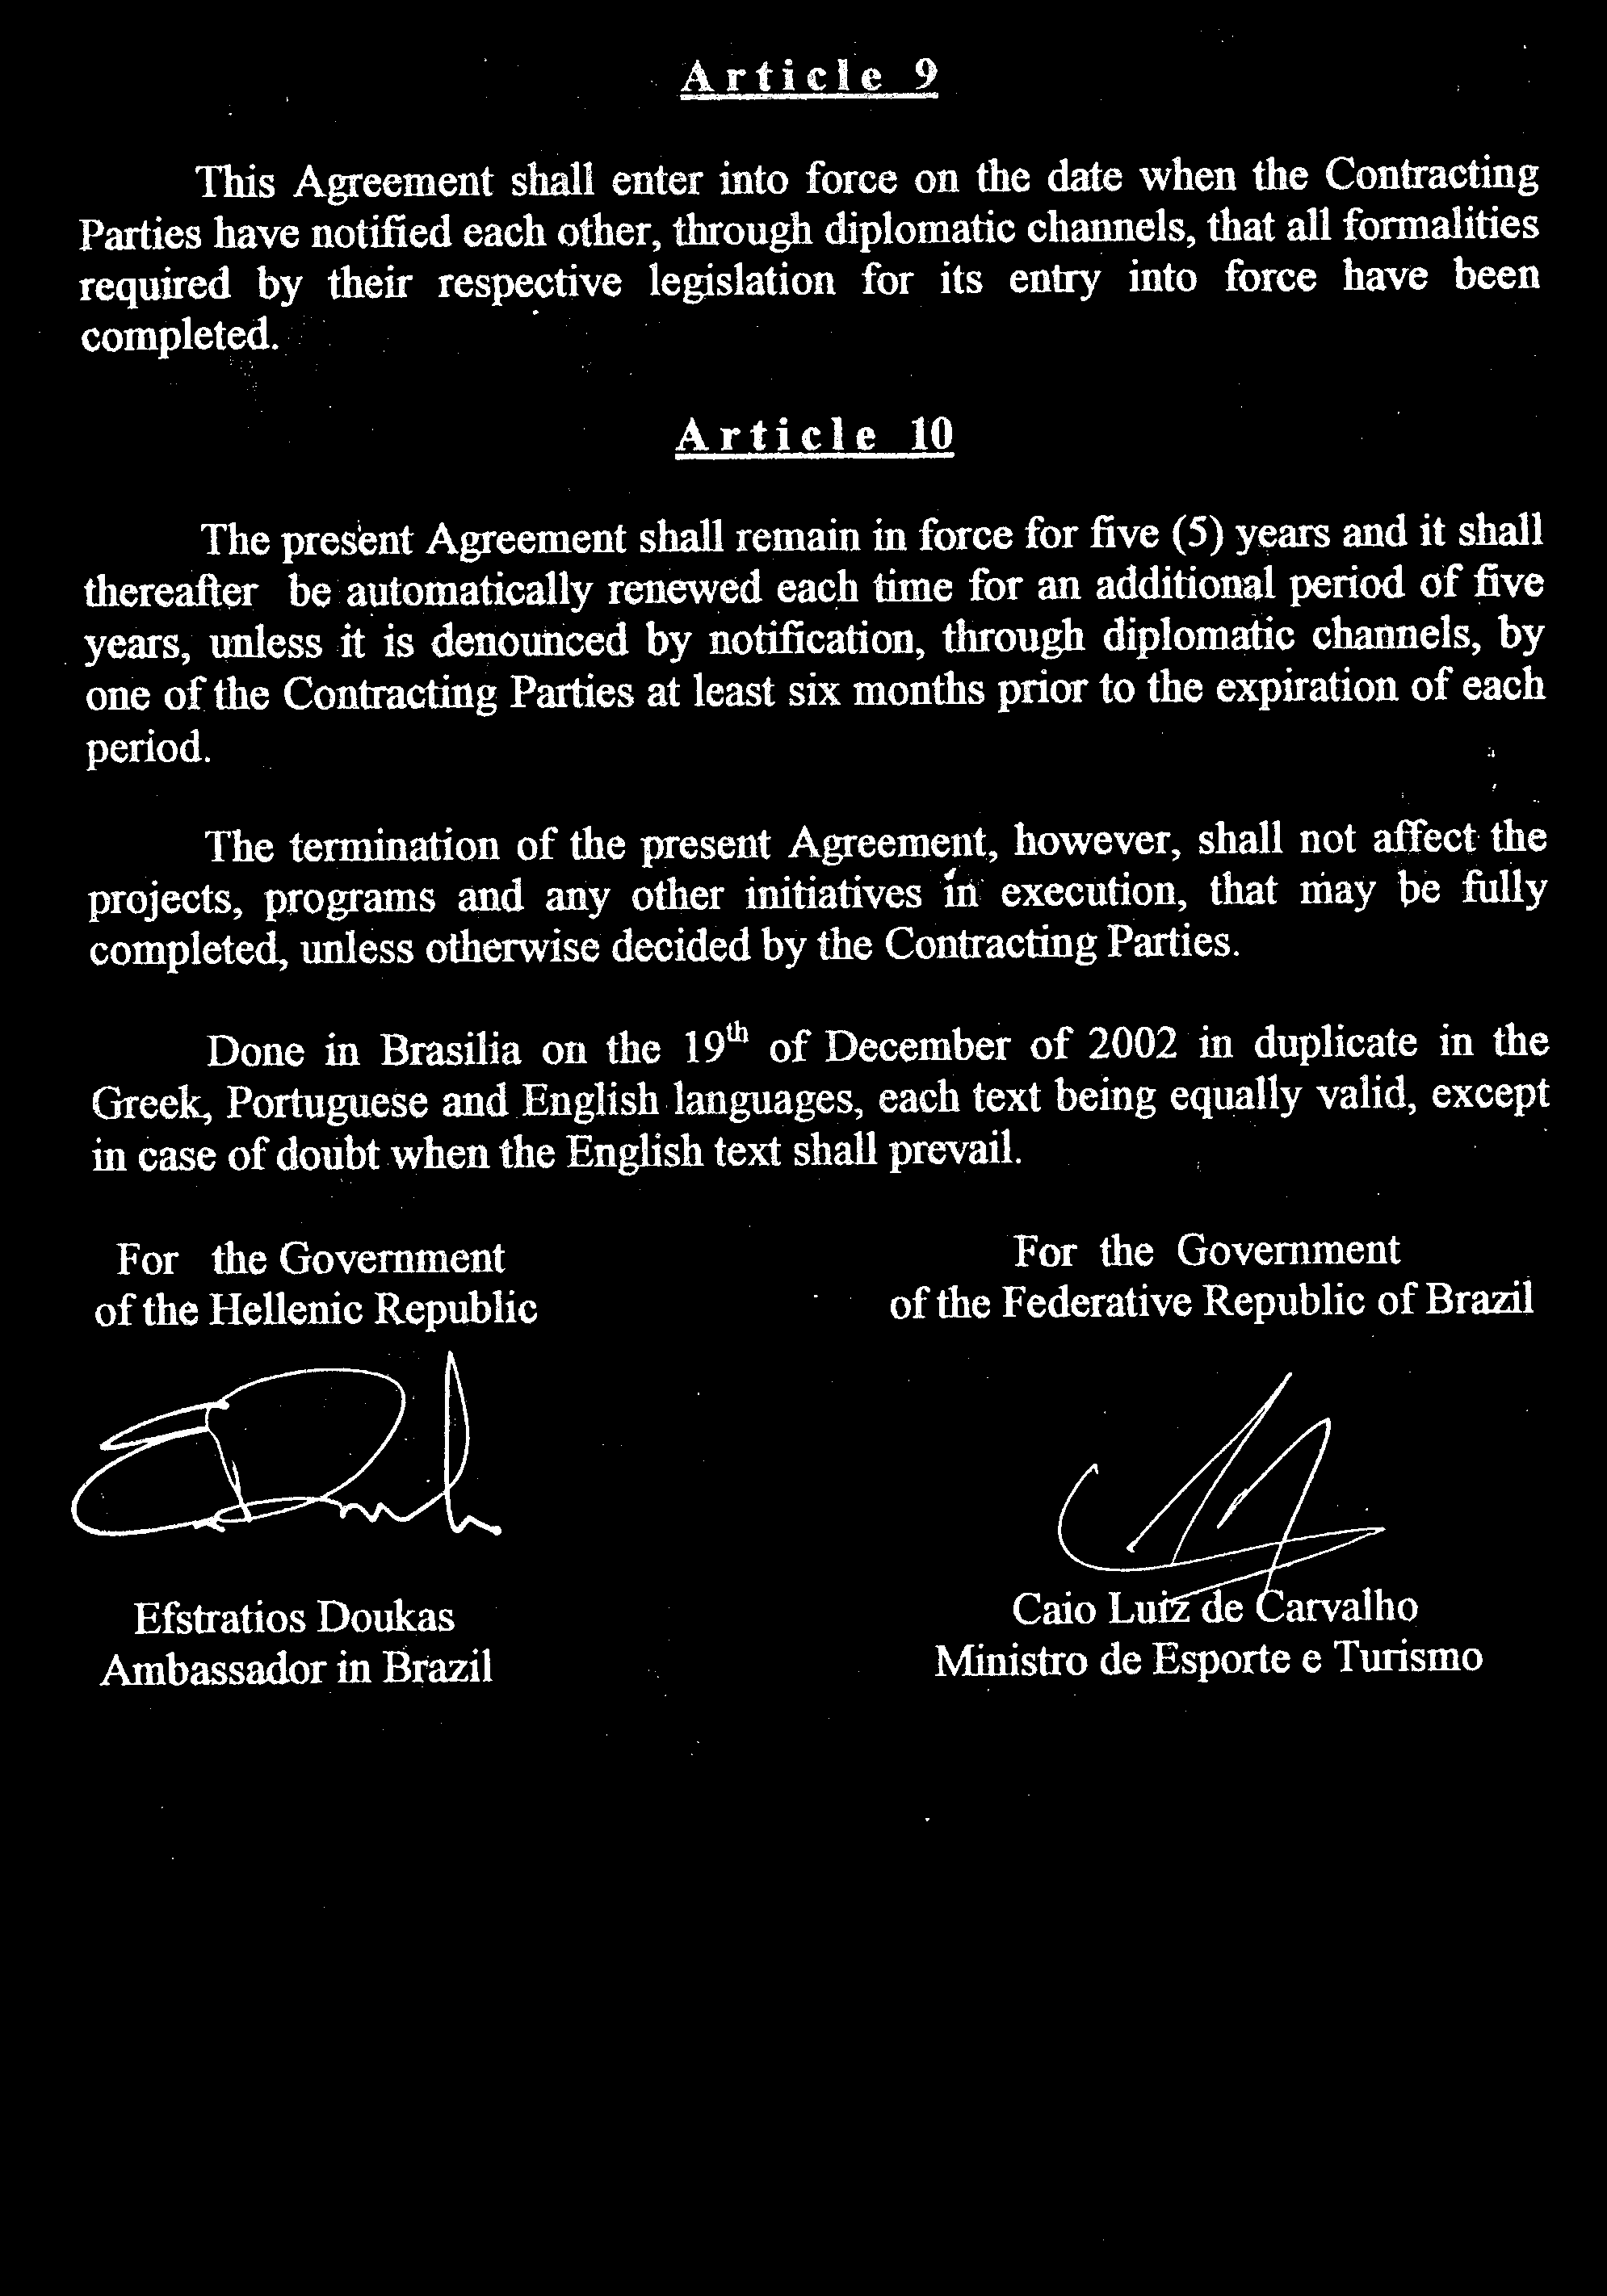 Article 9
This Agreement shall enter into force on the date when the Contracting
Parties have notified each other, through diplomatic channels, that all formalities
required by their respective legislation for its entry into force have been
completed.
Article 10
The present Agreement shall remain in force for five (5) years and it shall
thereafter be automatically renewed each time for an additional period of five
years, unless it is denounced by notification, through diplomatic channels, by
one of the Contracting Parties at least six months prior to the expiration of each
period.
The termination of the present Agreement, however, shall not affect the
projects, programs and any other initiatives in execution, that may be fully
completed, unless otherwise decided by the Contracting Parties.
Done in Brasilia on the 19th of December of 2002 in duplicate in the
Greek, Portuguese and English languages, each text being equally valid, except
in case of doubt when the English text shall prevail.
For the Government
of the Hellenic Republic
For the Government
of the Federative Republic of Brazil
Efstratios Doukas
Ambassador in Brazil
Caio Luiz de Carvalho
Ministro de Esporte e Turismo